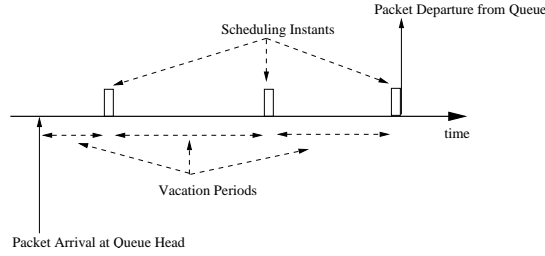 Packet Departure from Queue
Scheduling Instants
time
Vacation Periods
Packet Arrival at Queue Head